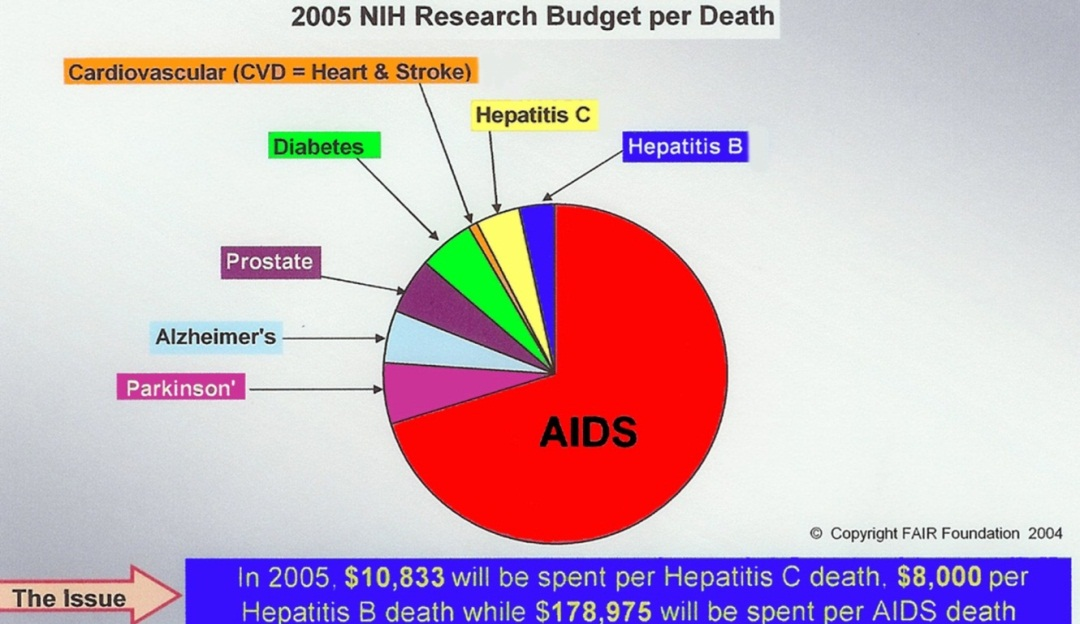 2005 NIH Research Budget per Death
Cardiovascular (CVD = Heart & Stroke)
Hepatitis C
Diabetes
Hepatitis B
Prostate
Alzheimer's
Parkinson'
AIDS
© Copyright FAIR Foundation 2004
The Issue
In 2005, $10,833 will be spent per Hepatitis C death, $8,000 per
Hepatitis B death while $178,975 will be spent per AIDS death